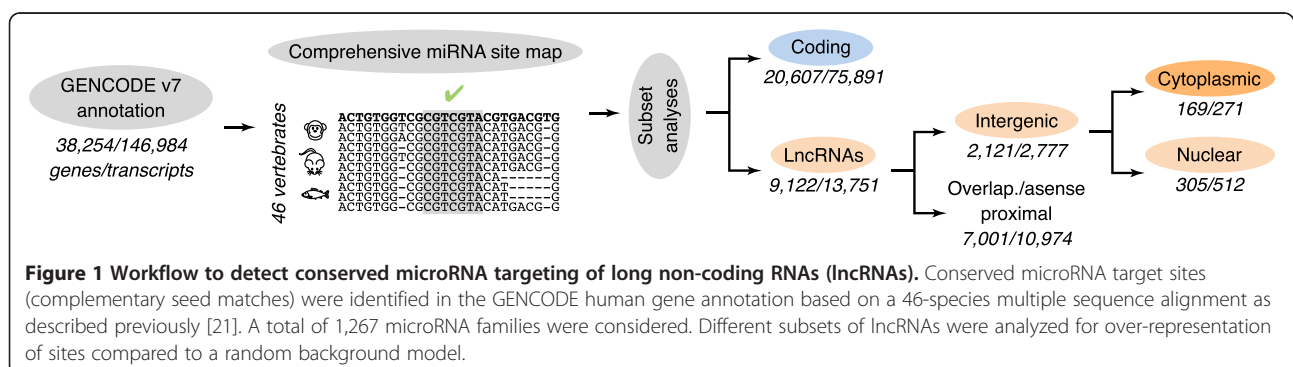 GENCODE v7
annotation
38,254/146,984
genes/transcripts
Comprehensive miRNA site map
✔
46 vertebrates
ACTGTGGTCGCGTCGTACGTGACGTG
ACTGTGGTCGCGTCGTACATGACG-G
ACTGTGG-CGCGTCGTACATGACG-G
ACTGTGG-CGCGTCGTACATGACG-G
ACTGTGGTCGCGTCGTACATGACG-G
ACTGTGG-CGCGTCGTACATGACG-G
ACTGTGG-CGCGTCGTACA------G
ACTGTGG-CGCGTCGTACAT-----G
ACTGTGG-CGCGTCGTACAT-----G
ACTGTGG-CGCGTCGTACATGACG-G
Subset
analyses
Coding
20,607/75,891
LncRNAs
9,122/13,751
Intergenic
2,121/2,777
Overlap./asense
proximal
7,001/10,974
Cytoplasmic
169/271
Nuclear
305/512
Figure 1 Workflow to detect conserved microRNA targeting of long non-coding RNAs (lncRNAs). Conserved microRNA target sites
(complementary seed matches) were identified in the GENCODE human gene annotation based on a 46-species multiple sequence alignment as
described previously [21]. A total of 1,267 microRNA families were considered. Different subsets of lncRNAs were analyzed for over-representation
of sites compared to a random background model.